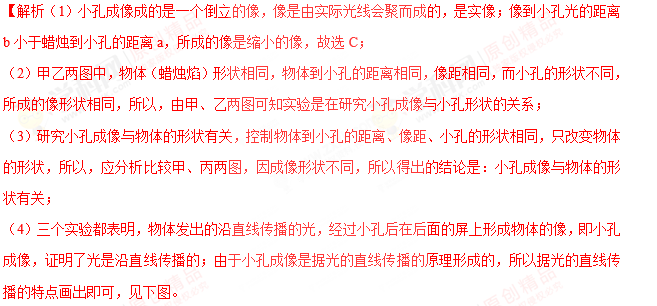 【解析（1）小孔成像成的是一个倒立的像，像是由实际光线会聚而成的，是实像；像到小孔光的距离
b 小于蜡烛到小孔的距离 a，所成的像是缩小的像，故选 C；
（2）甲乙两图中，物体（蜡烛焰）形状相同，物体到小孔的距离相同，像距相同，而小孔的形状不同，
所成的像形状相同，所以，由甲、乙两图可知实验是在研究小孔成像与小孔形状的关系；
（3）研究小孔成像与物体的形状有关，控制物体到小孔的距离、像距、小孔的形状相同，只改变物体
的形状，所以，应分析比较甲、丙两图，因成像形状不同，所以得出的结论是：小孔成像与物体的形
状有关；
（4）三个实验都表明，物体发出的沿直线传播的光，经过小孔后在后面的屏上形成物体的像，即小孔
成像，证明了光是沿直线传播的；由于小孔成像是据光的直线传播的原理形成的，所以据光的直线传
播的特点画出即可，见下图。